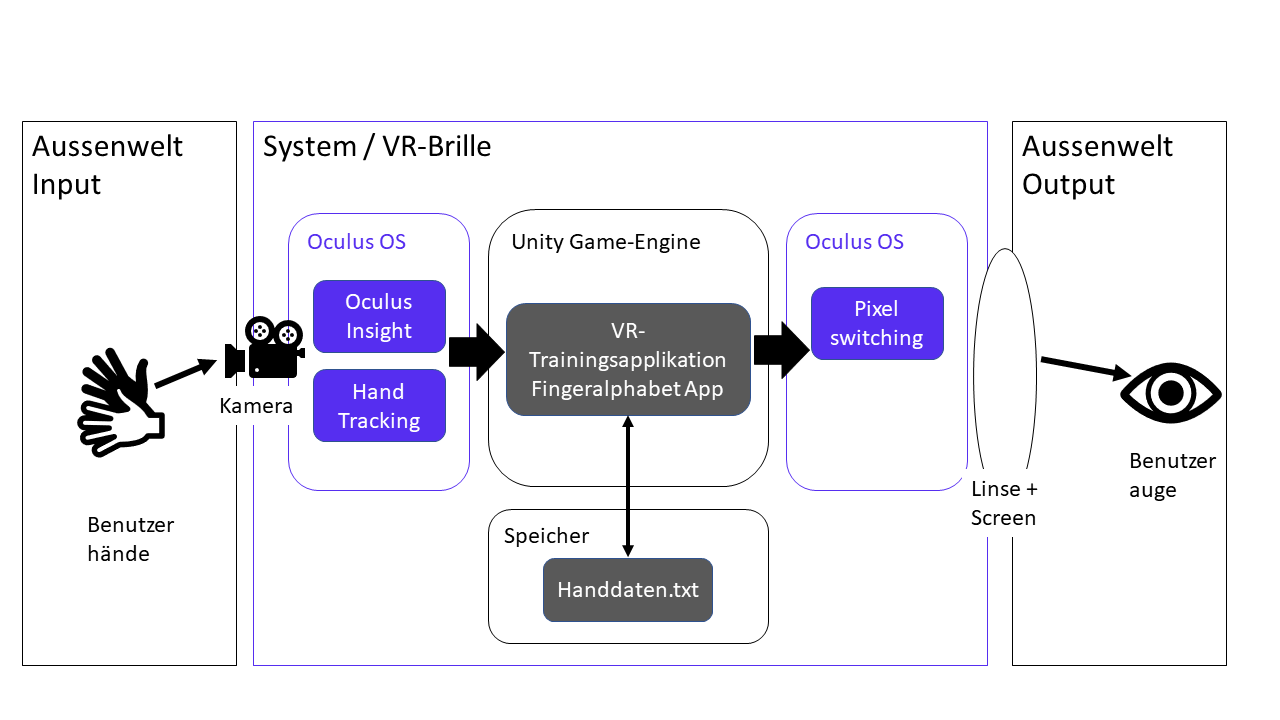 Aussenwelt
Input
Benutzer
hände
System / VR-Brille
Kamera
Oculus OS
Oculus
Insight
Hand
Tracking
Unity Game-Engine
VR-
Trainingsapplikation
Fingeralphabet App
Speicher
Handdaten.txt
Oculus OS
Pixel
switching
Linse +
Screen
Aussenwelt
Output
Benutzer
auge